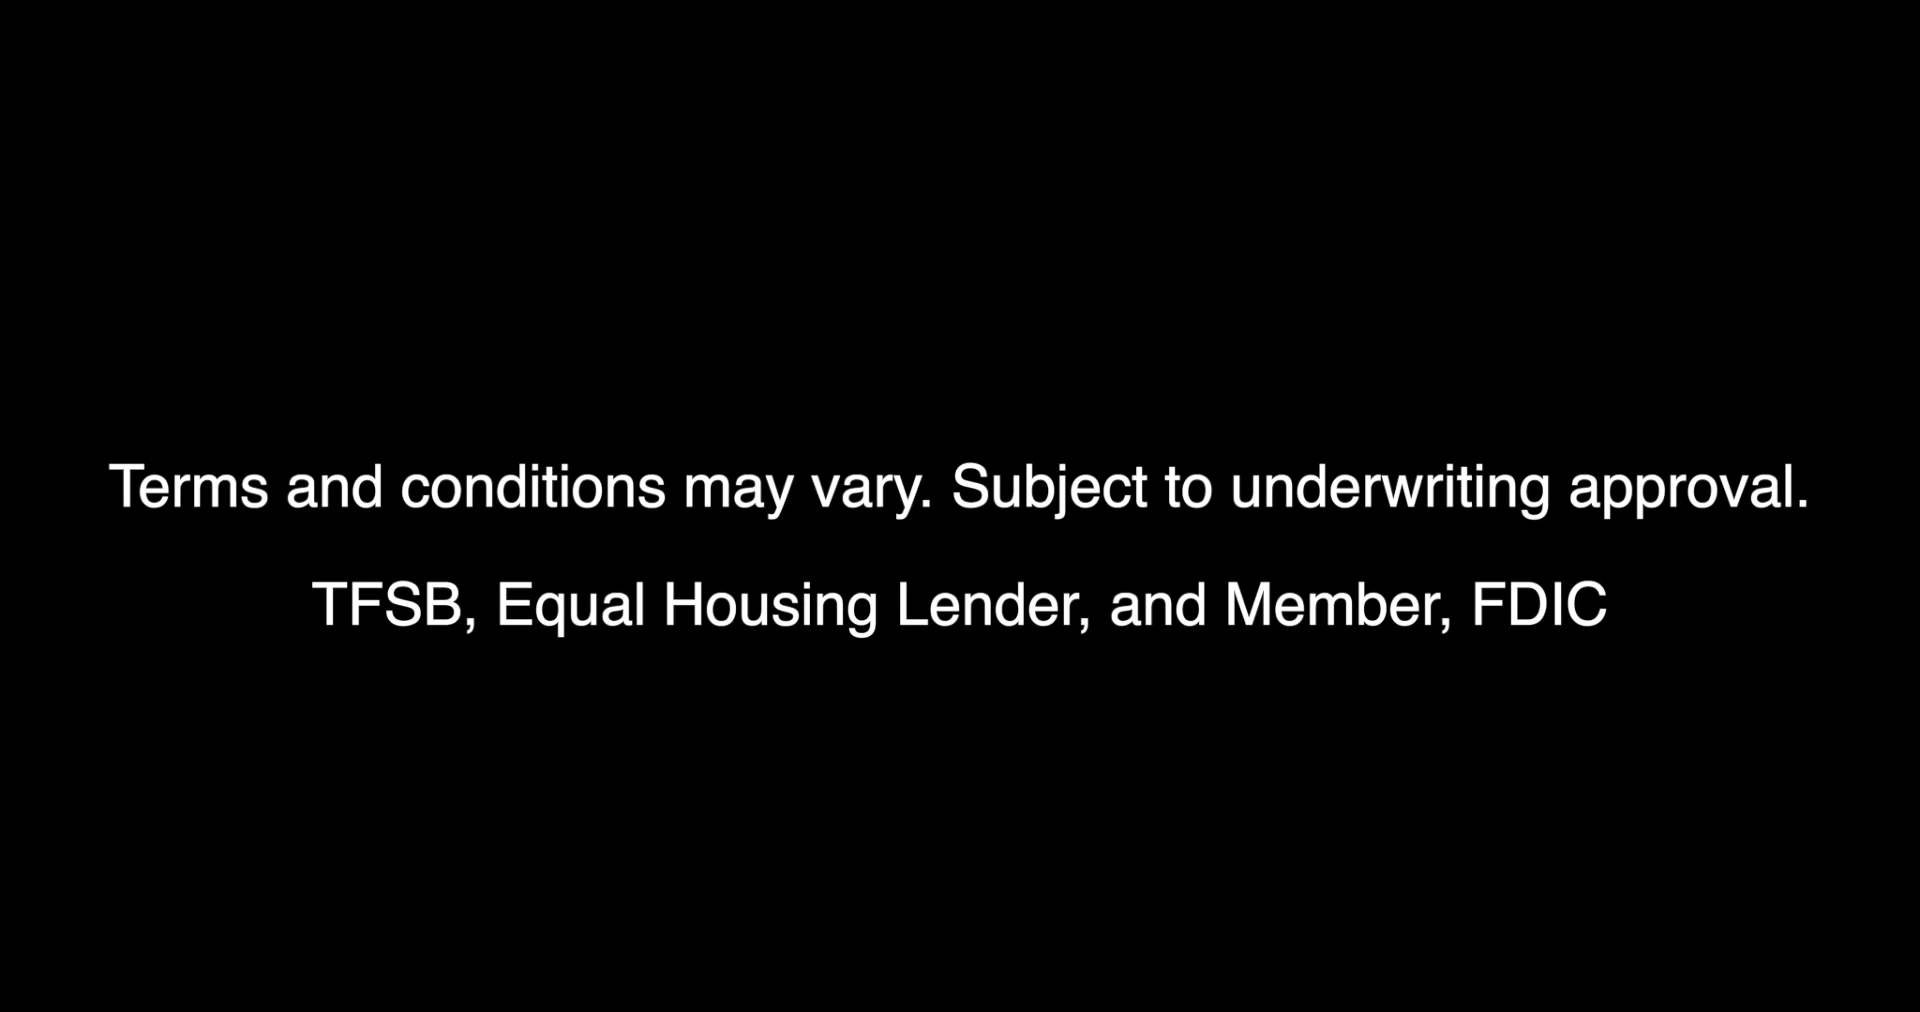 Terms and conditions may vary. Subject to underwriting approval.
TFSB, Equal Housing Lender, and Member, FDIC